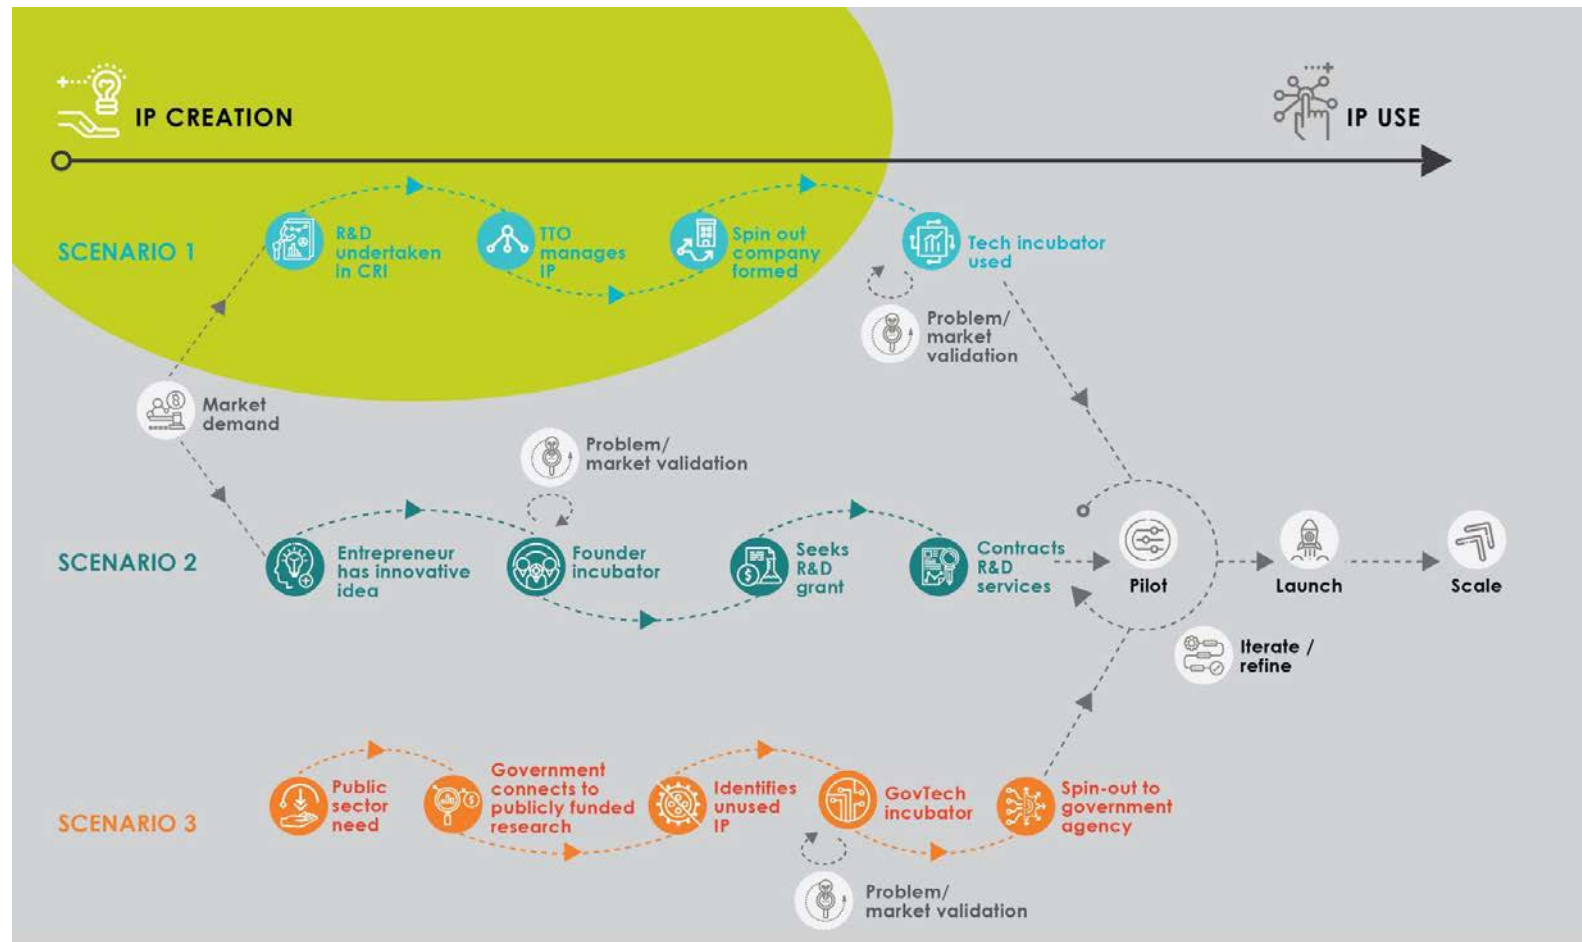 IP CREATION
IP USE
SCENARIO 1
R&D
undertaken
in CRI
TTO
manages
IP
Spin out
company
formed
Tech incubator
used
Problem/
market
validation
Market
demand
Problem/
market validation
SCENARIO 2
Entrepreneur
has innovative
idea
Founder
incubator
Seeks
R&D
grant
Contracts
R&D
services
Pilot
Launch
Scale
Iterate /
refine
SCENARIO 3
Public
sector
need
Government
connects to
publicly funded
research
Identifies
unused
IP
GovTech
incubator
Spin-out to
government
agency
Problem/
market validation